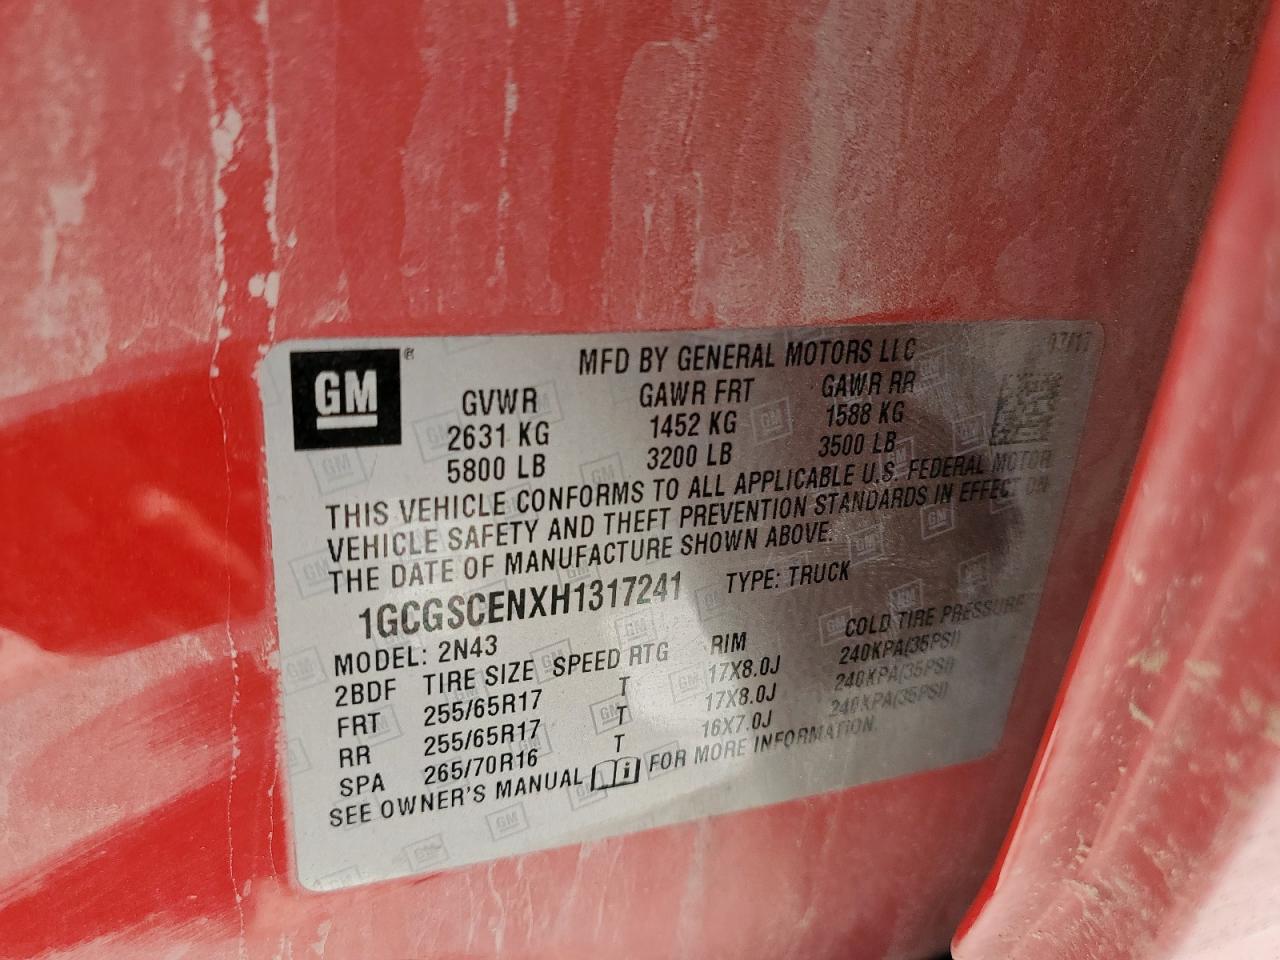 GM®
MFD BY GENERAL MOTORS LLC
GVWR GAWR FRT GAWR RR
2631 KG 1452 KG 1588 KG
5800 LB 3200 LB 3500 LB
THIS VEHICLE CONFORMS TO ALL APPLICABLE U.S. FEDERAL MOTOR
VEHICLE SAFETY AND THEFT PREVENTION STANDARDS IN EFFECT ON
THE DATE OF MANUFACTURE SHOWN ABOVE.
1GCGSCENXH1317241 TYPE: TRUCK
MODEL: 2N43
2BDF TIRE SIZE SPEED RTG RIM COLD TIRE PRESSURE
FRT 255/65R17 T 17X8.0J 240KPA(35PSI)
RR 255/65R17 T 17X8.0J 240KPA(35PSI)
SPA 265/70R16 T 16X7.0J 240KPA(35PSI)
SEE OWNER'S MANUAL FOR MORE INFORMATION.